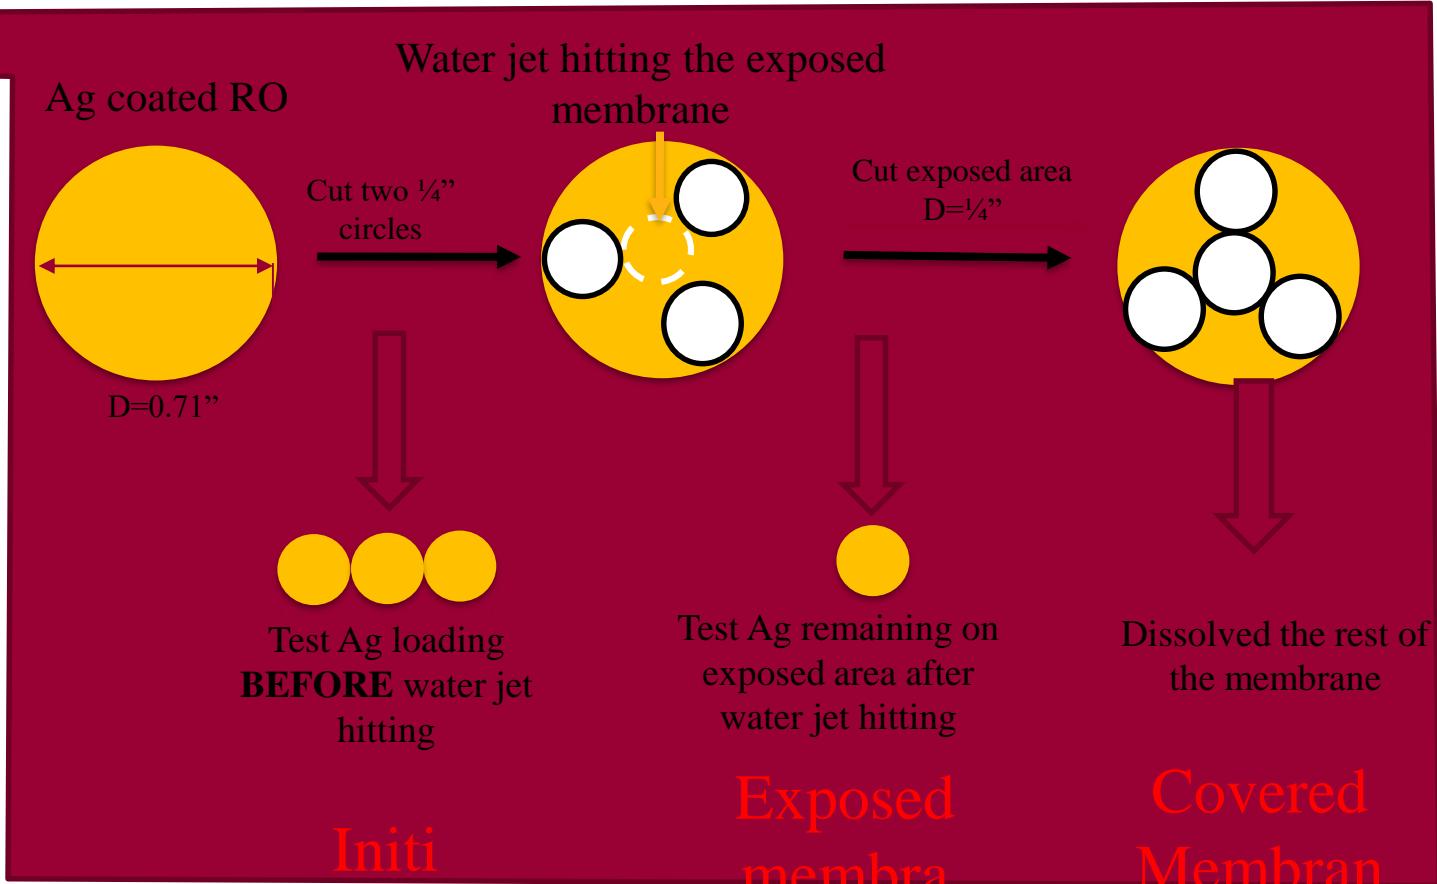 Water jet hitting the exposed
membrane
Ag coated RO
Cut two ¼”
circles
Cut exposed area
D=¼”
D=0.71”
Test Ag loading
BEFORE water jet
hitting
Test Ag remaining on
exposed area after
water jet hitting
Dissolved the rest of
the membrane
Initi
Exposed
membra
Covered
Membran